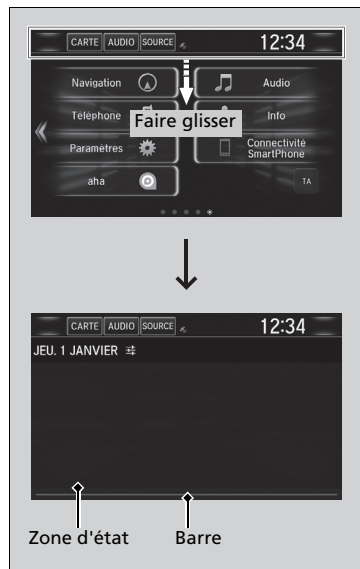 CARTE AUDIO SOURCE 12:34
Navigation Audio
Téléphone Info
Faire glisser
Paramètres Connectivité
SmartPhone
aha TA
CARTE AUDIO SOURCE 12:34
JEU. 1 JANVIER
Zone d'état Barre